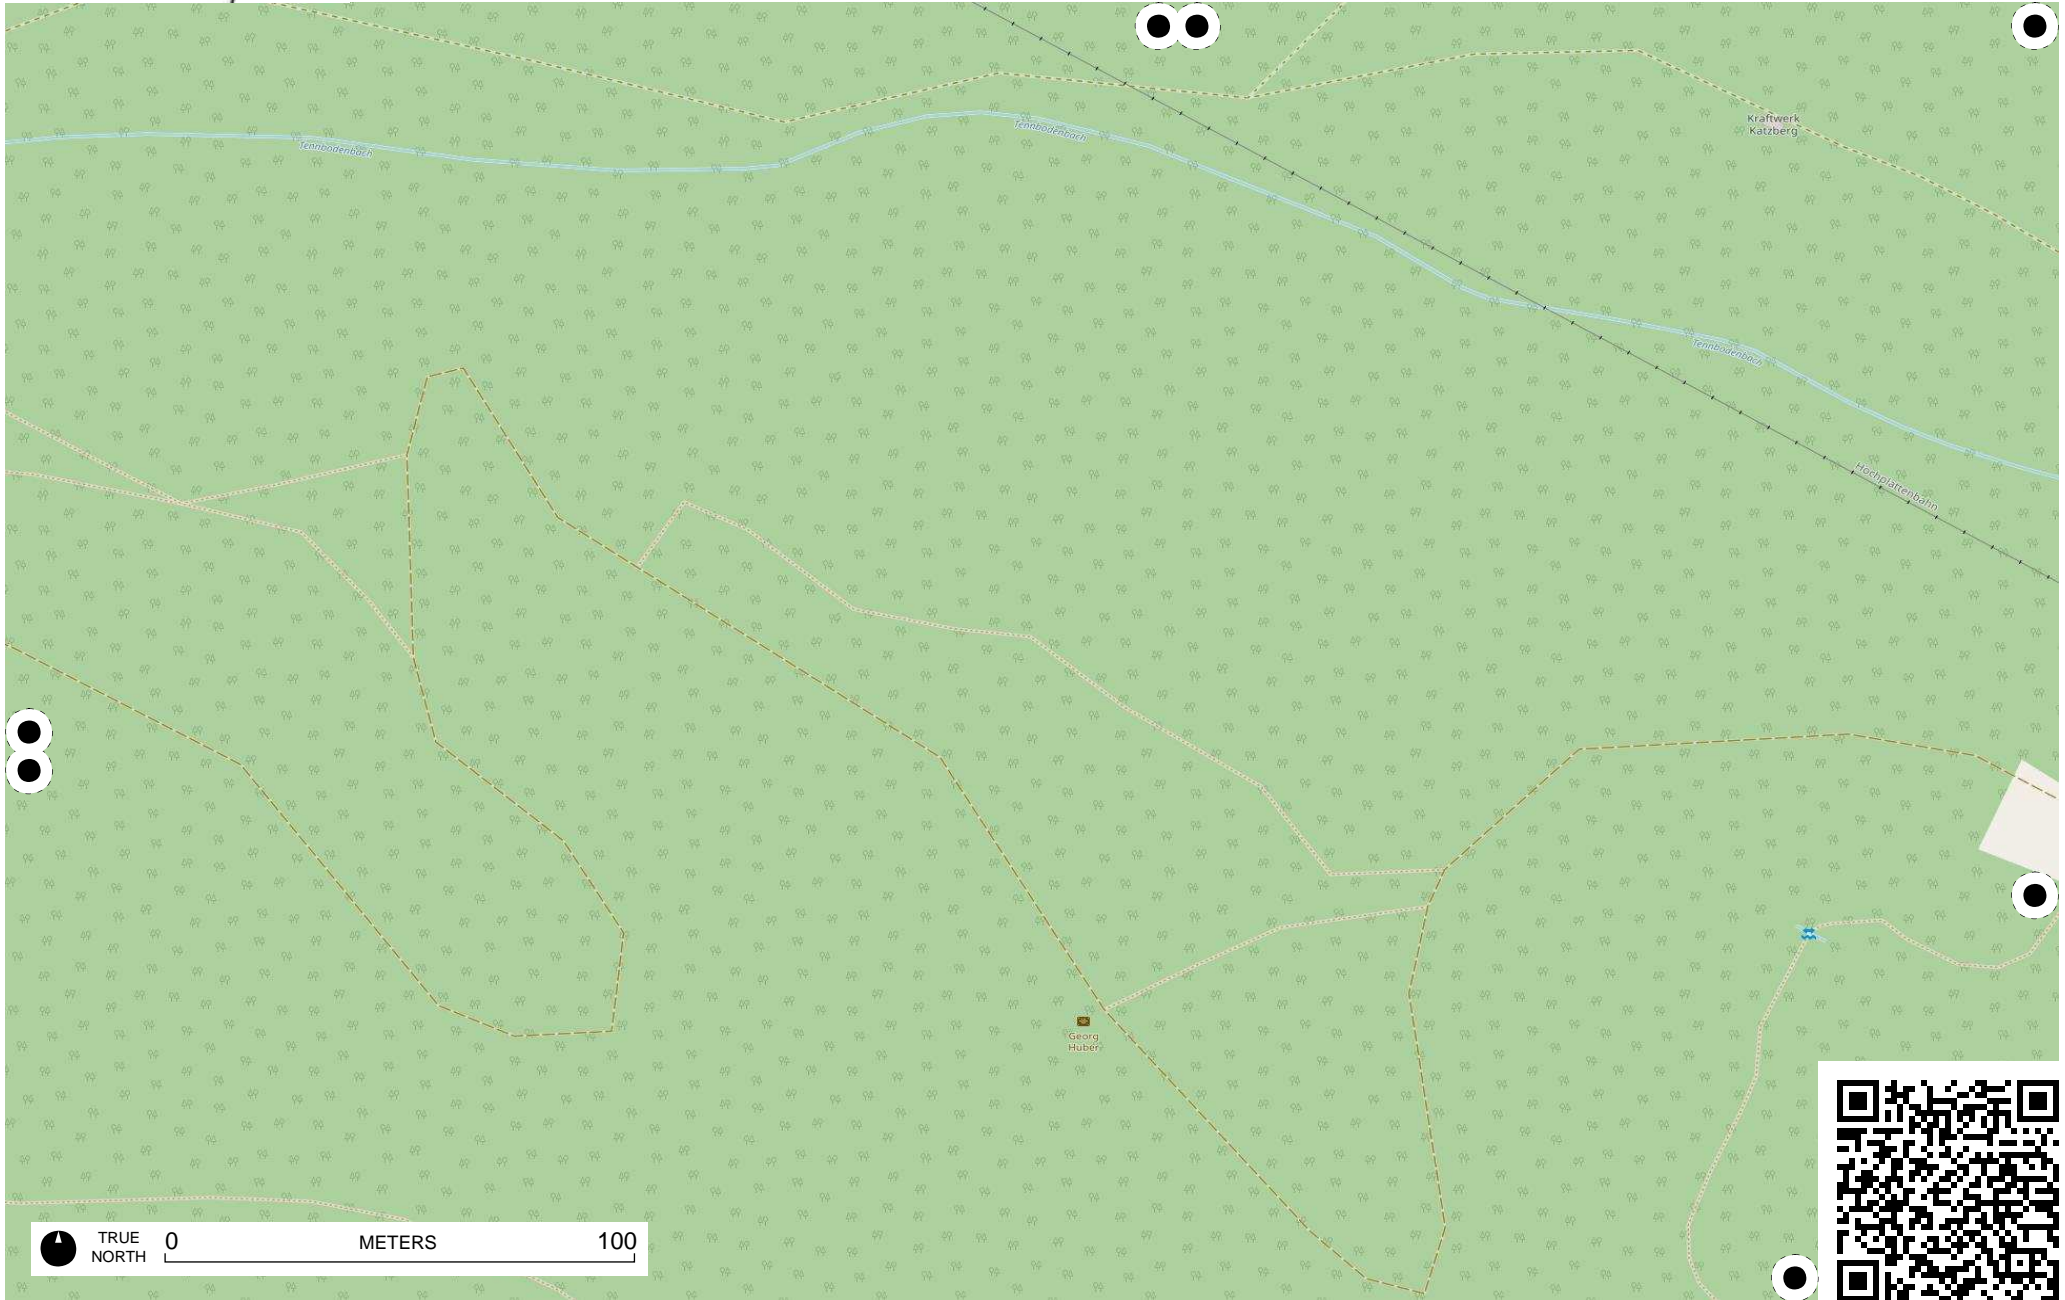 Kraftwerk
Katzberg
Tennbodenbach
Tennbodenbach
Tennbodenbach
Hochplattenbahn
Georg
Huber
TRUE
NORTH
0
METERS
100